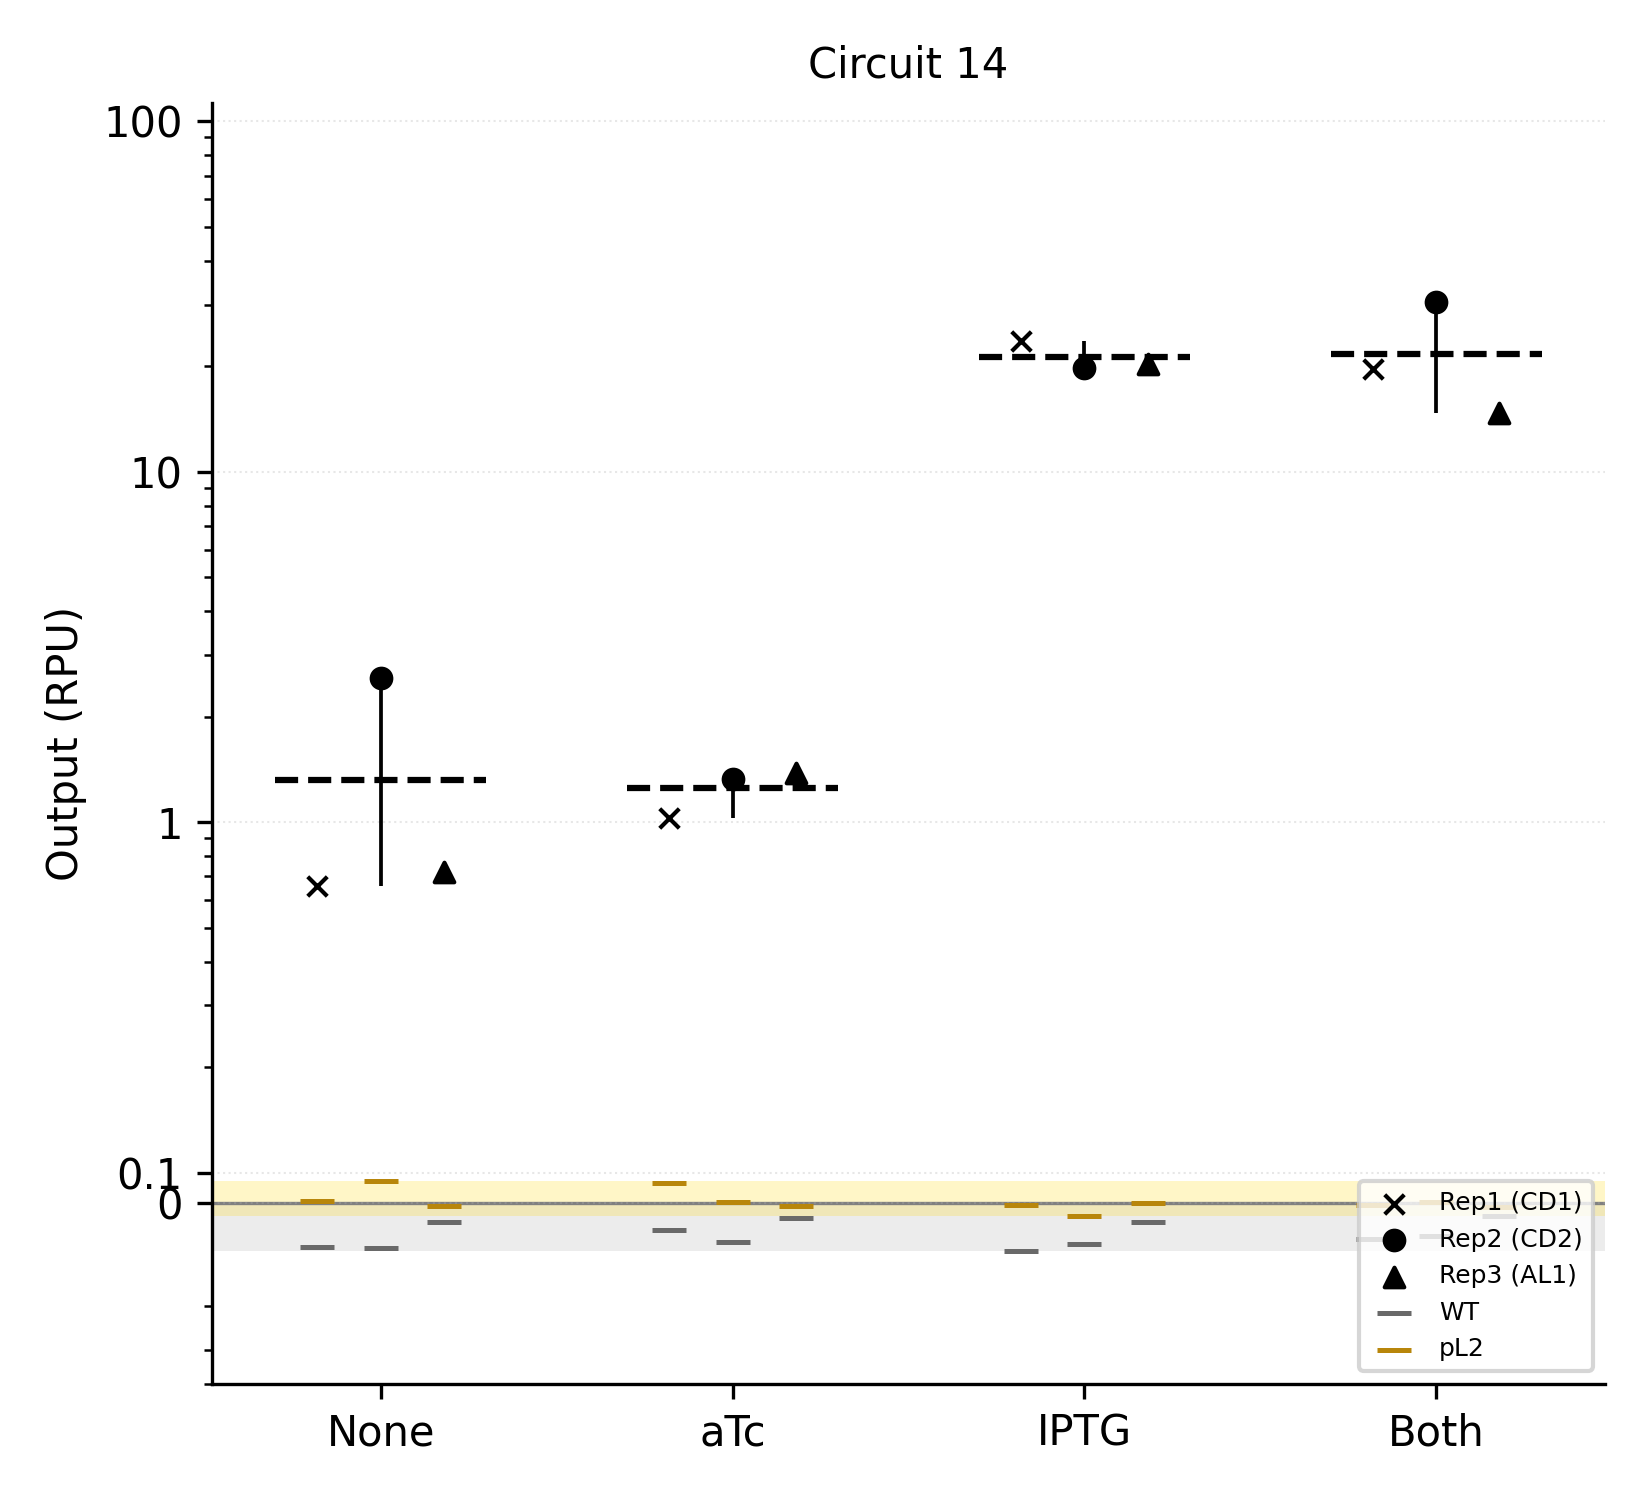 Circuit 14
100
10
1
0.1
0
Output (RPU)
None
aTc
IPTG
Both
Rep1 (CD1)
Rep2 (CD2)
Rep3 (AL1)
WT
pL2